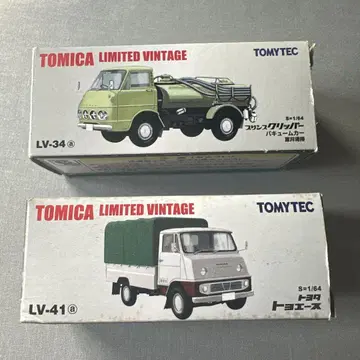 TOMICA LIMITED VINTAGE
TOMYTEC
LV-34 ⓐ
S=1/64
プリンス クリッパー
バキュームカー
TOMICA LIMITED VINTAGE
TOMYTEC
LV-41 ⓐ
S=1/64
トヨタ
トヨエース